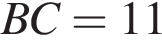 BC = 11